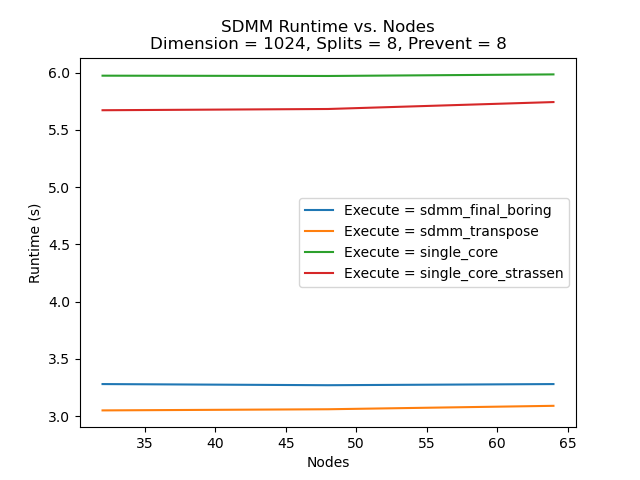 SDMM Runtime vs. Nodes
Dimension = 1024, Splits = 8, Prevent = 8
Runtime (s)
6.0
5.5
5.0
4.5
4.0
3.5
3.0
Execute = sdmm_final_boring
Execute = sdmm_transpose
Execute = single_core
Execute = single_core_strassen
35 40 45 50 55 60 65
Nodes